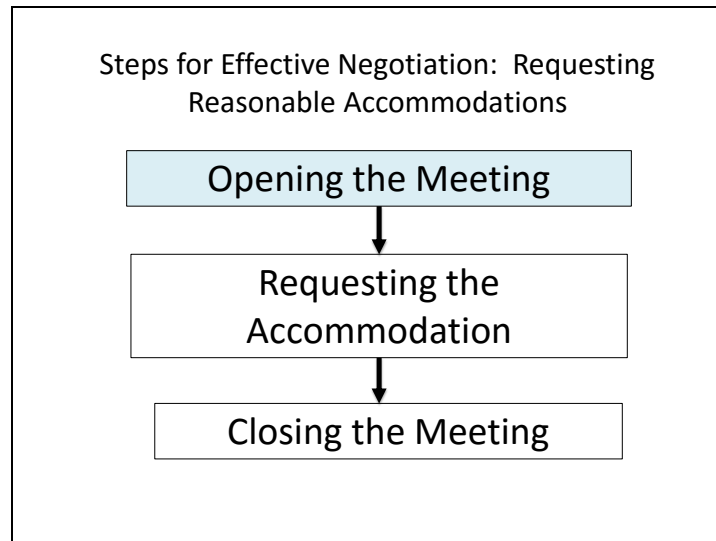 Steps for Effective Negotiation:  Requesting
Reasonable Accommodations
Opening the Meeting
Requesting the
Accommodation
Closing the Meeting